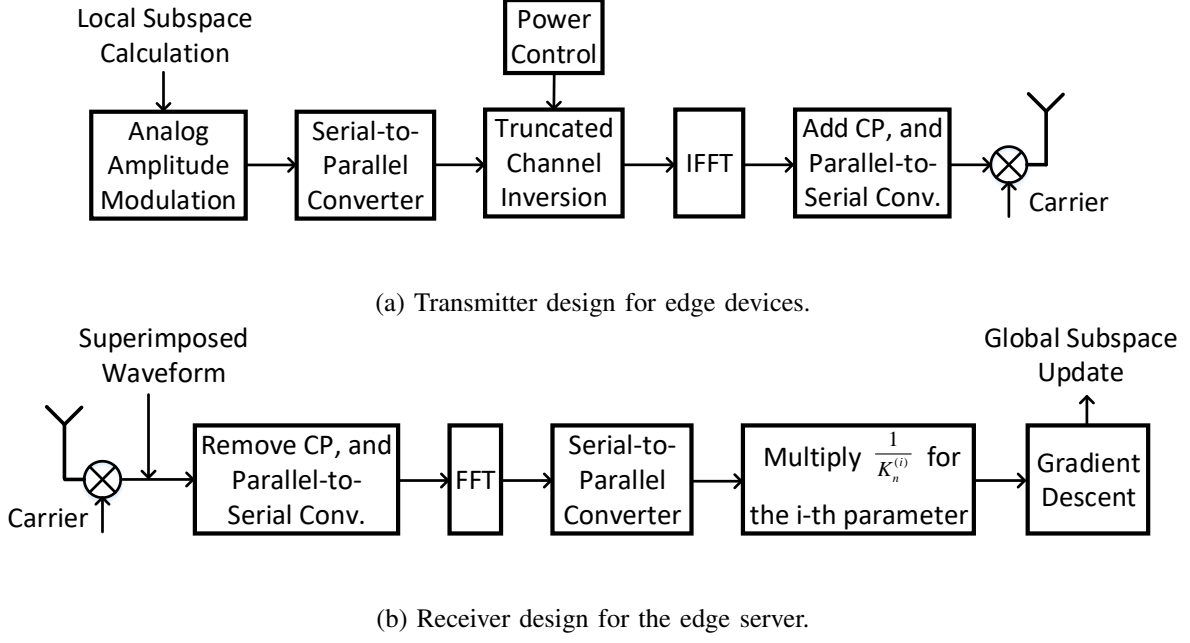 Local Subspace
Calculation
Power
Control
Analog
Amplitude
Modulation
Serial-to-
Parallel
Converter
Truncated
Channel
Inversion
IFFT
Add CP, and
Parallel-to-
Serial Conv.
Carrier
(a) Transmitter design for edge devices.
Superimposed
Waveform
Global Subspace
Update
Carrier
Remove CP, and
Parallel-to-
Serial Conv.
FFT
Serial-to-
Parallel
Converter
Multiply 1/K_n^{(i)} for
the i-th parameter
Gradient
Descent
(b) Receiver design for the edge server.